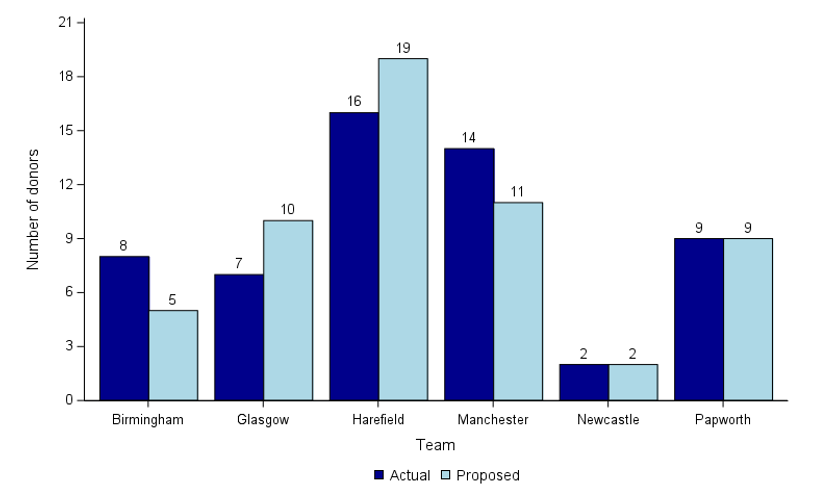 21
18
15
12
9
6
3
0
Number of donors
8
5
7
10
16
19
14
11
2
2
9
9
Birmingham
Glasgow
Harefield
Manchester
Newcastle
Papworth
Team
Actual
Proposed